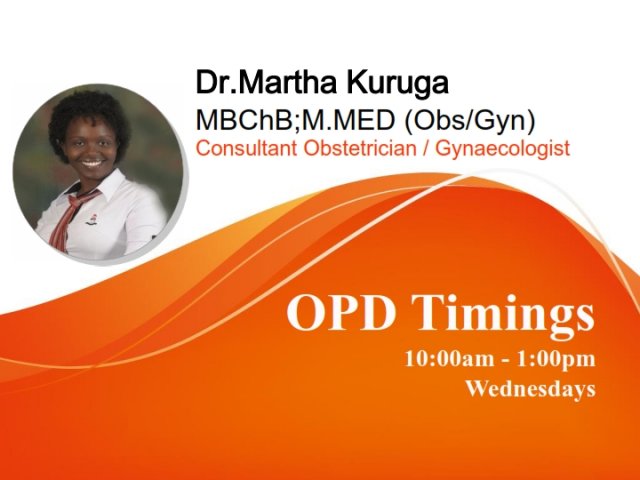 Dr.Martha Kuruga
MBChB;M.MED (Obs/Gyn)
Consultant Obstetrician / Gynaecologist
OPD Timings
10:00am - 1:00pm
Wednesdays